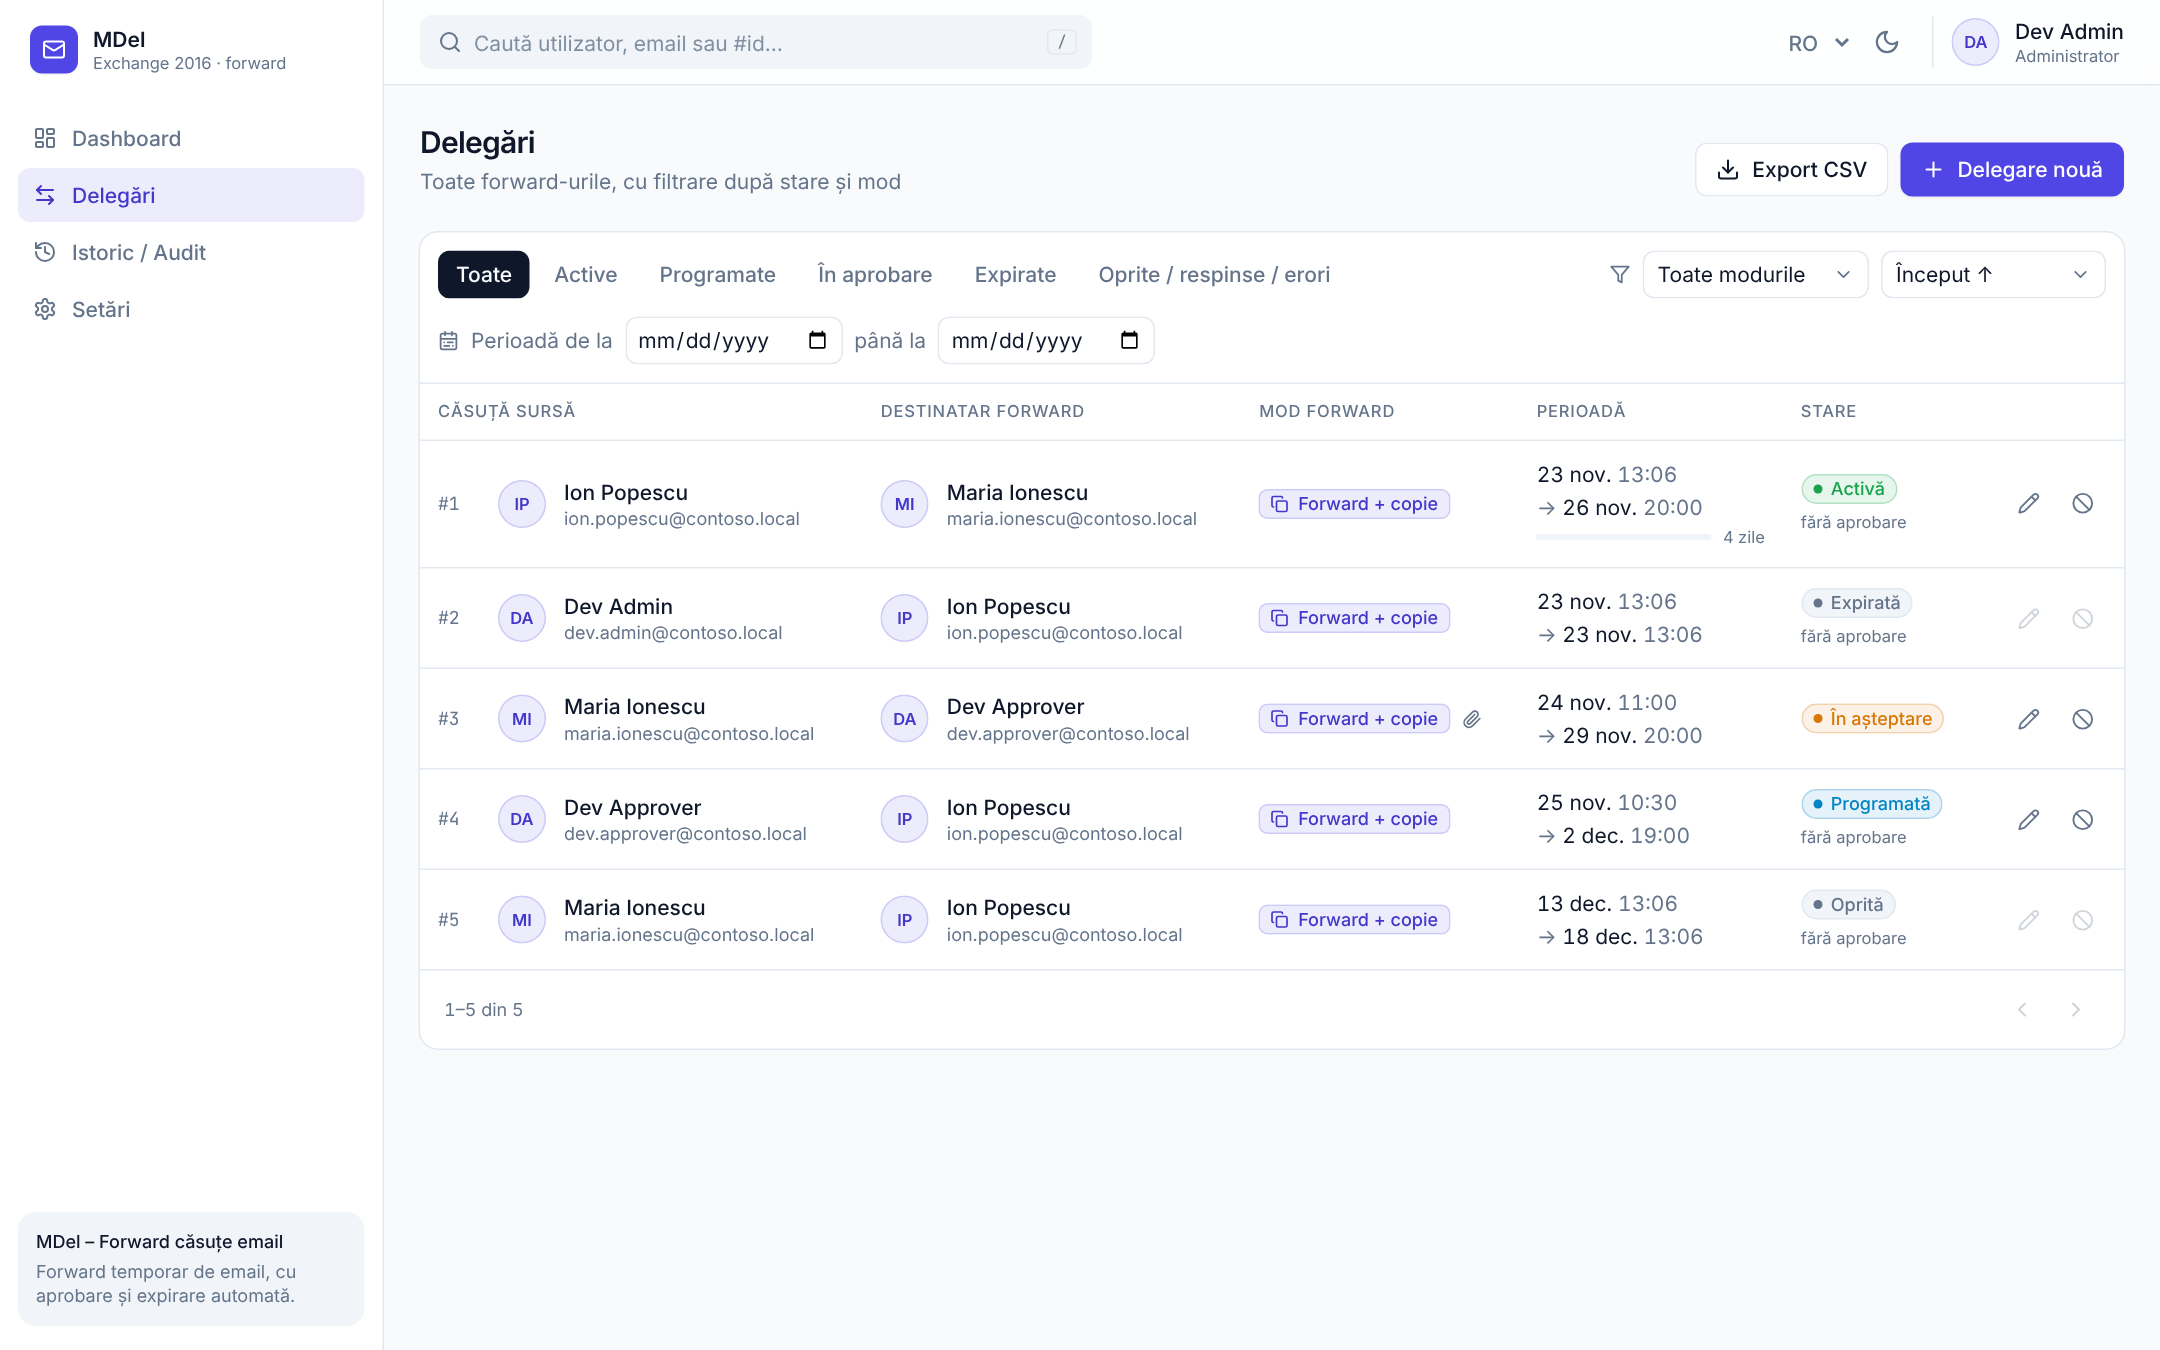 MDel
Exchange 2016 · forward
Dashboard
Delegări
Istoric / Audit
Setări
MDel – Forward căsuțe email
Forward temporar de email, cu
aprobare și expirare automată.
Caută utilizator, email sau #id...
/
RO
DA
Dev Admin
Administrator
Delegări
Toate forward-urile, cu filtrare după stare și mod
Export CSV
+ Delegare nouă
Toate
Active
Programate
În aprobare
Expirate
Oprite / respinse / erori
Toate modurile
Început ↑
Perioadă de la
mm/dd/yyyy
până la
mm/dd/yyyy
CĂSUȚĂ SURSĂ
DESTINATAR FORWARD
MOD FORWARD
PERIOADĂ
STARE
#1
IP
Ion Popescu
ion.popescu@contoso.local
MI
Maria Ionescu
maria.ionescu@contoso.local
Forward + copie
23 nov. 13:06
→ 26 nov. 20:00
4 zile
Activă
fără aprobare
#2
DA
Dev Admin
dev.admin@contoso.local
IP
Ion Popescu
ion.popescu@contoso.local
Forward + copie
23 nov. 13:06
→ 23 nov. 13:06
Expirată
fără aprobare
#3
MI
Maria Ionescu
maria.ionescu@contoso.local
DA
Dev Approver
dev.approver@contoso.local
Forward + copie
24 nov. 11:00
→ 29 nov. 20:00
În așteptare
#4
DA
Dev Approver
dev.approver@contoso.local
IP
Ion Popescu
ion.popescu@contoso.local
Forward + copie
25 nov. 10:30
→ 2 dec. 19:00
Programată
fără aprobare
#5
MI
Maria Ionescu
maria.ionescu@contoso.local
IP
Ion Popescu
ion.popescu@contoso.local
Forward + copie
13 dec. 13:06
→ 18 dec. 13:06
Oprită
fără aprobare
1–5 din 5